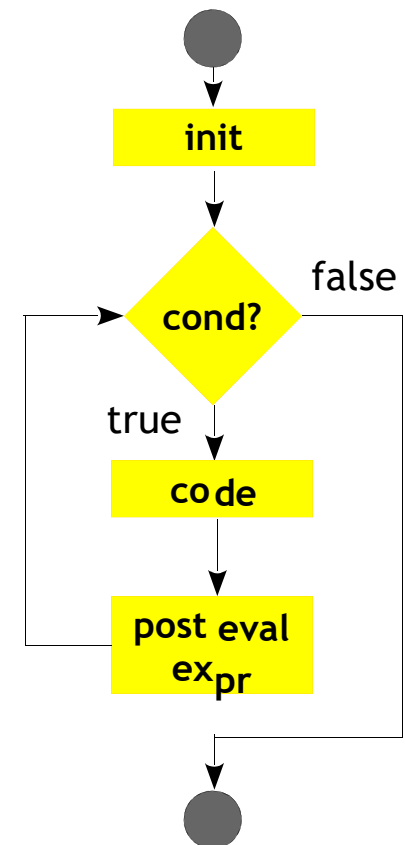 init
false
cond?
true
code
post eval
expr